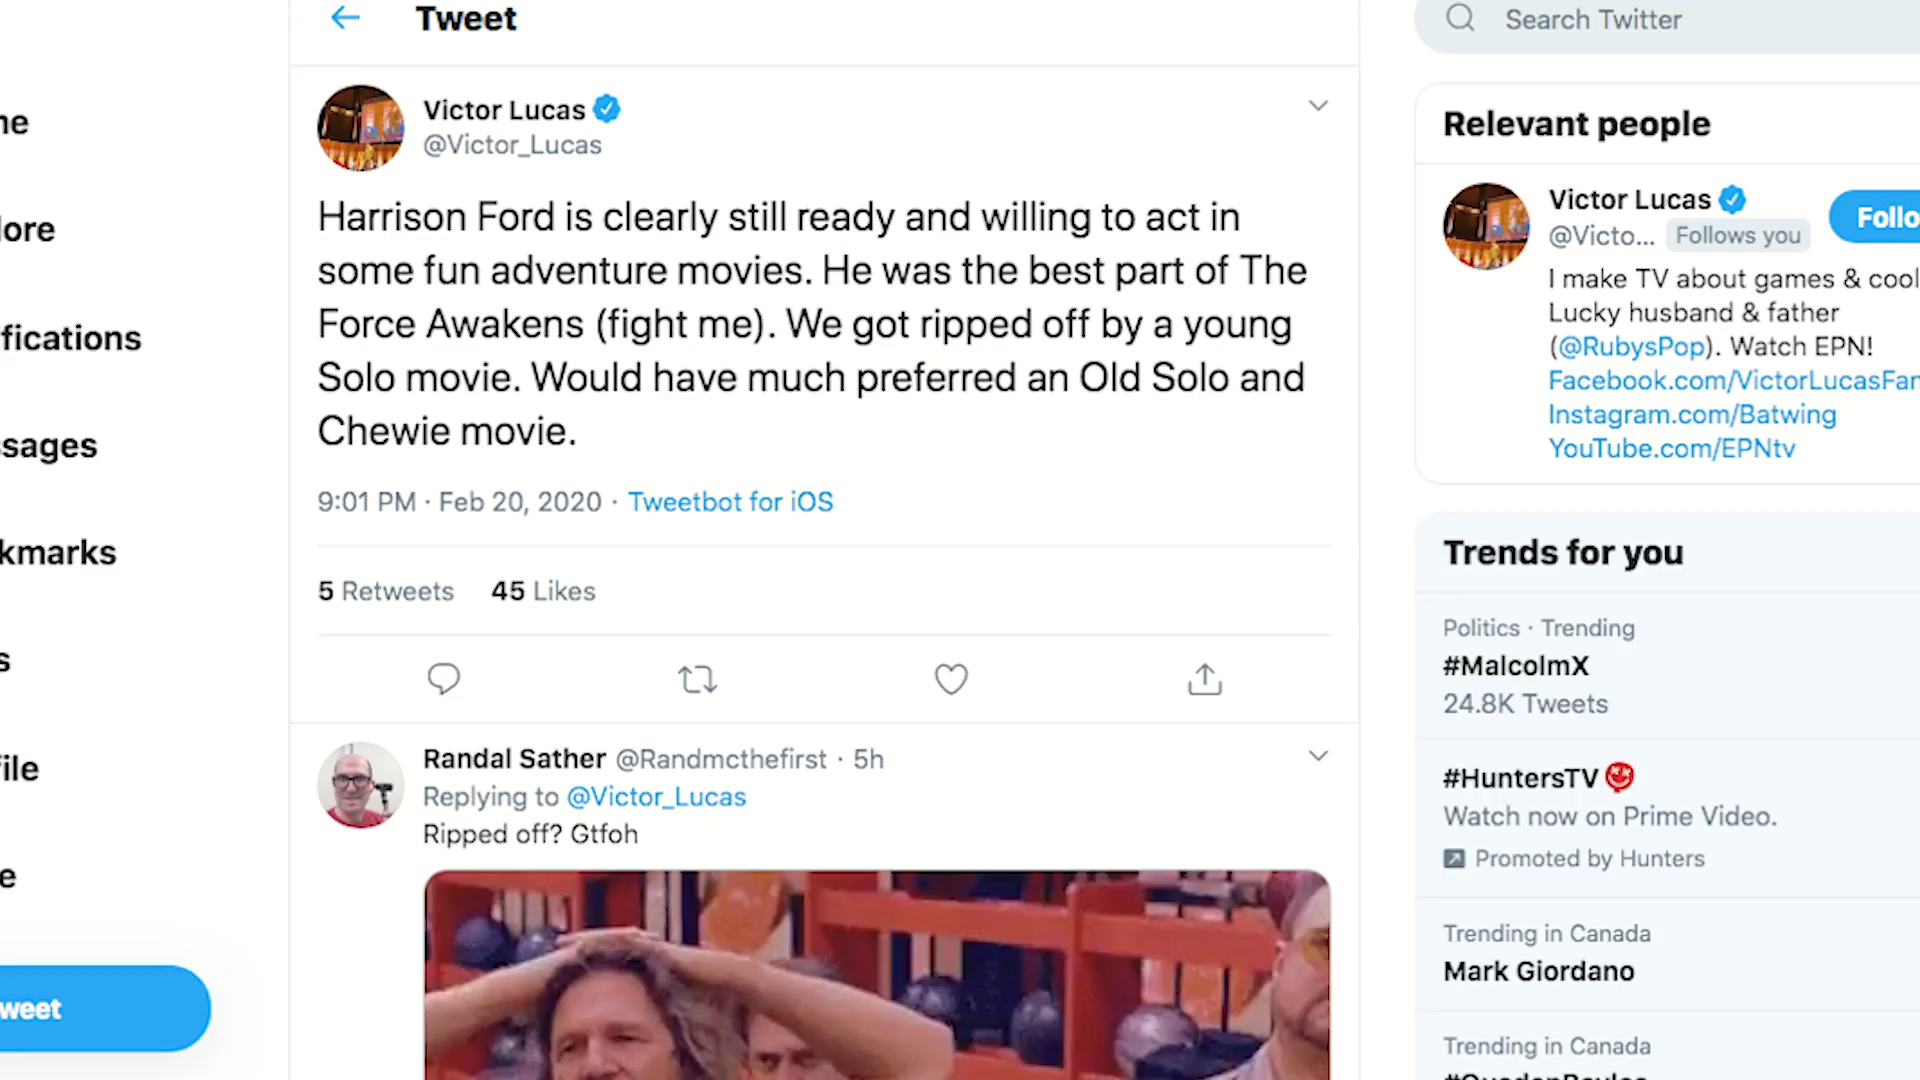 Tweet
Search Twitter
Victor Lucas
@Victor_Lucas
Harrison Ford is clearly still ready and willing to act in
some fun adventure movies. He was the best part of The
Force Awakens (fight me). We got ripped off by a young
Solo movie. Would have much preferred an Old Solo and
Chewie movie.
9:01 PM · Feb 20, 2020 · Tweetbot for iOS
5 Retweets 45 Likes
Randal Sather @Randmcthefirst · 5h
Replying to @Victor_Lucas
Ripped off? Gtfoh
ne
lore
fications
ssages
kmarks
s
file
e
weet
Relevant people
Victor Lucas
@Victo... Follows you
Follo
I make TV about games & cool
Lucky husband & father
(@RubysPop). Watch EPN!
Facebook.com/VictorLucasFan
Instagram.com/Batwing
YouTube.com/EPNtv
Trends for you
Politics · Trending
#MalcolmX
24.8K Tweets
#HuntersTV
Watch now on Prime Video.
Promoted by Hunters
Trending in Canada
Mark Giordano
Trending in Canada